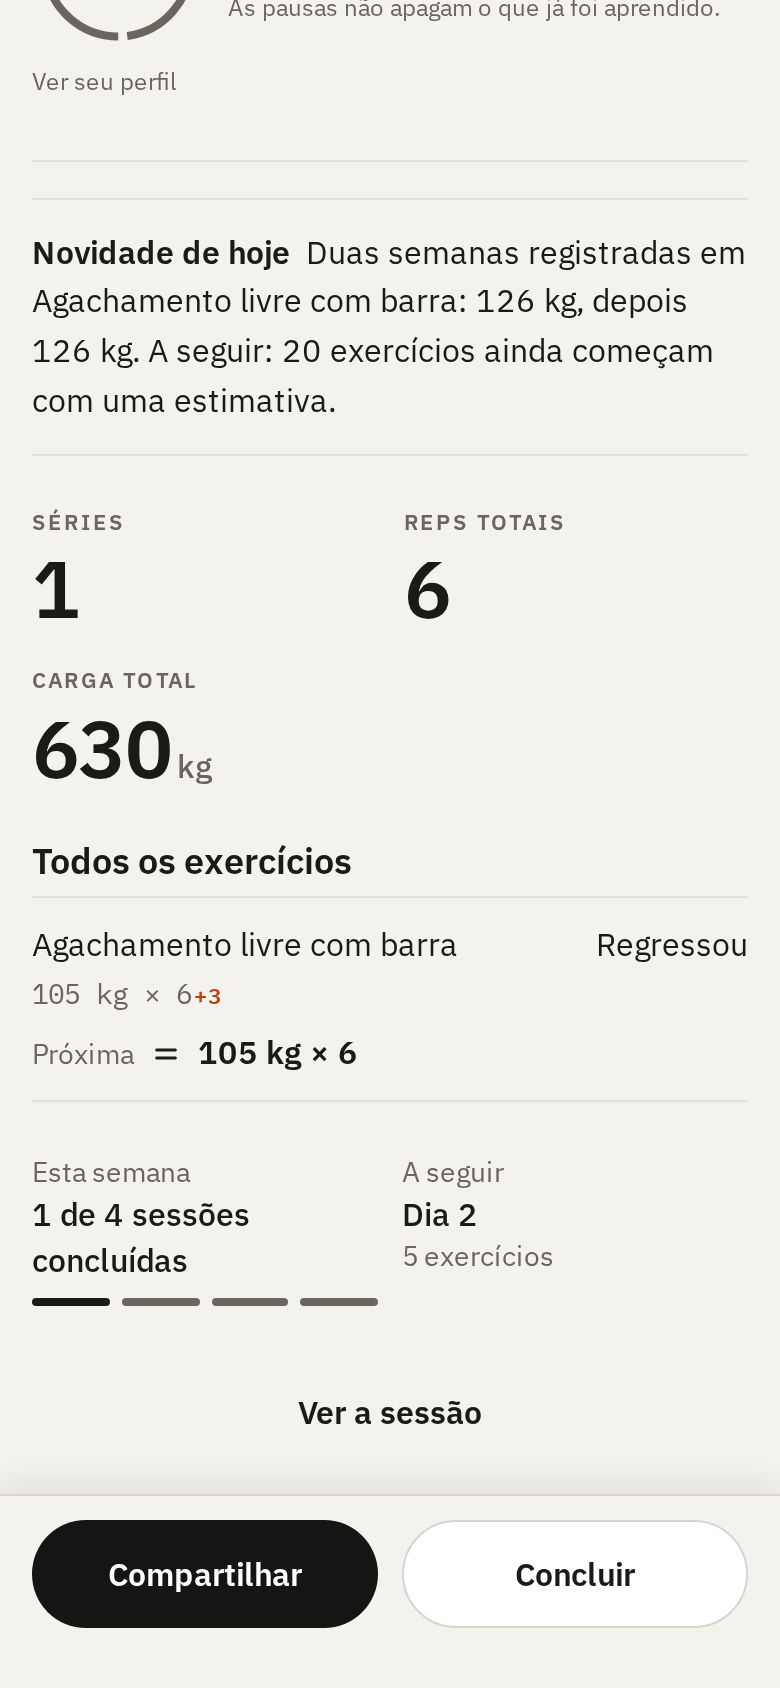 As pausas não apagam o que já foi aprendido.
Ver seu perfil
Novidade de hoje Duas semanas registradas em
Agachamento livre com barra: 126 kg, depois
126 kg. A seguir: 20 exercícios ainda começam
com uma estimativa.
SÉRIES
1
REPS TOTAIS
6
CARGA TOTAL
630 kg
Todos os exercícios
Agachamento livre com barra
Regressou
105 kg × 6+3
Próxima = 105 kg × 6
Esta semana
1 de 4 sessões
concluídas
A seguir
Dia 2
5 exercícios
Ver a sessão
Compartilhar
Concluir